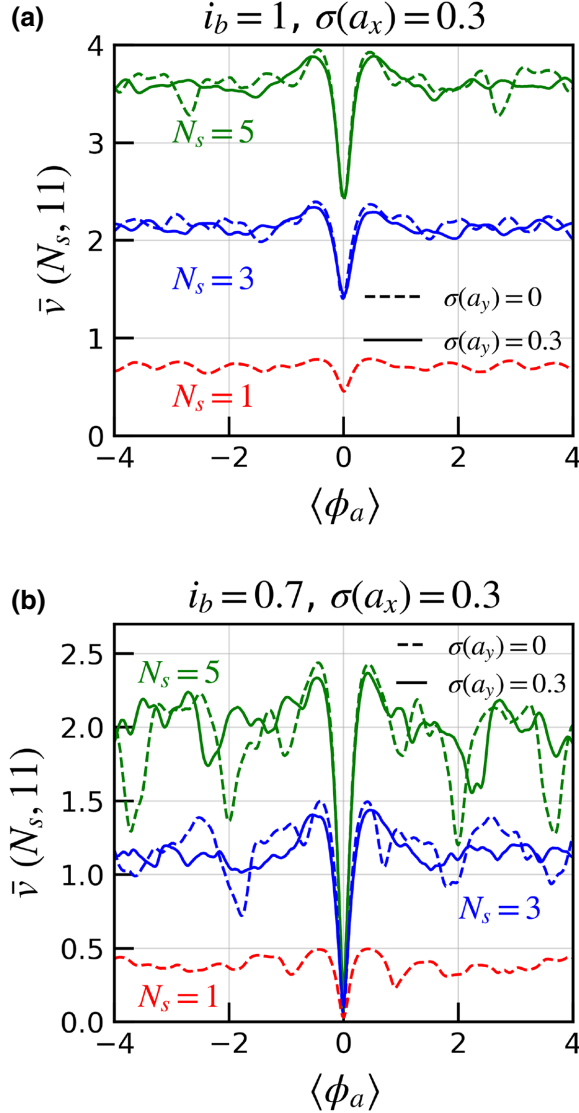 (a)
i_b = 1, σ(a_x) = 0.3
4
3
2
1
0
v̄ (N_s, 11)
N_s = 5
N_s = 3
N_s = 1
σ(a_y) = 0
σ(a_y) = 0.3
−4 −2 0 2 4
⟨ϕ_a⟩
(b)
i_b = 0.7, σ(a_x) = 0.3
2.5
2.0
1.5
1.0
0.5
0.0
v̄ (N_s, 11)
N_s = 5
σ(a_y) = 0
σ(a_y) = 0.3
N_s = 3
N_s = 1
−4 −2 0 2 4
⟨ϕ_a⟩